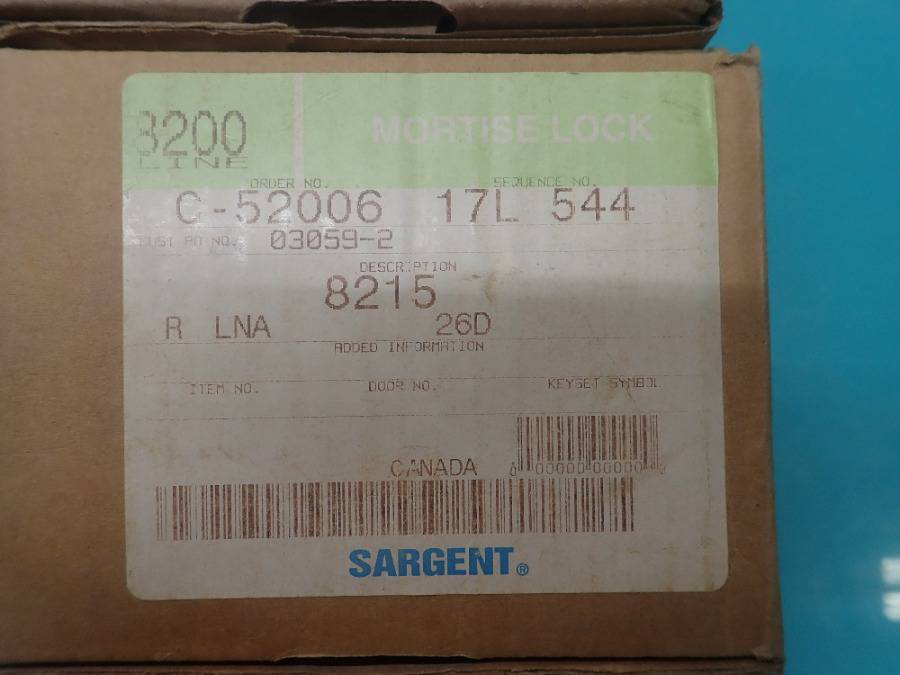 8200 MORTISE LOCK
LINE
ORDER NO. SEQUENCE NO.
C-52006 17L 544
CUST PO NO. 03059-2
DESCRIPTION
8215
R LNA 26D
ADDED INFORMATION
ITEM NO. DOOR NO. KEYSET SYMBOL
CANADA 0 00000 00000 0
SARGENT®